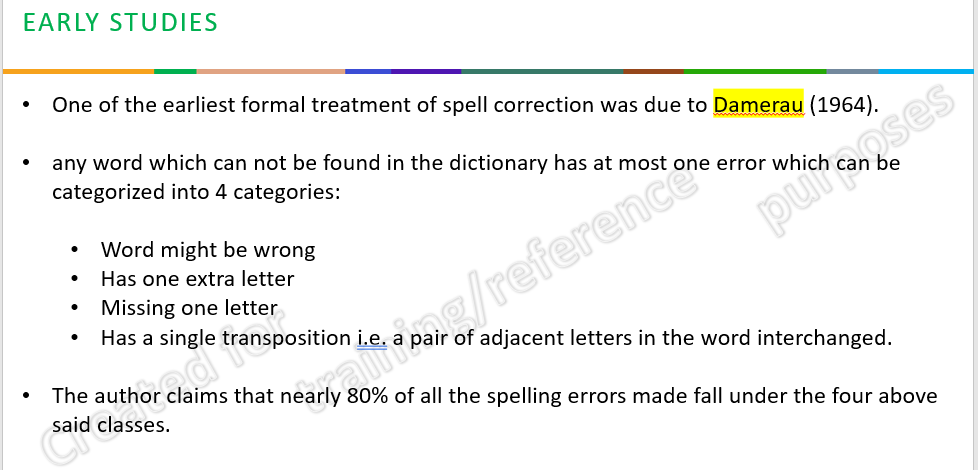 EARLY STUDIES
• One of the earliest formal treatment of spell correction was due to Damerau (1964).
• any word which can not be found in the dictionary has at most one error which can be
categorized into 4 categories:
• Word might be wrong
• Has one extra letter
• Missing one letter
• Has a single transposition i.e. a pair of adjacent letters in the word interchanged.
• The author claims that nearly 80% of all the spelling errors made fall under the four above
said classes.
Created for training/reference purposes